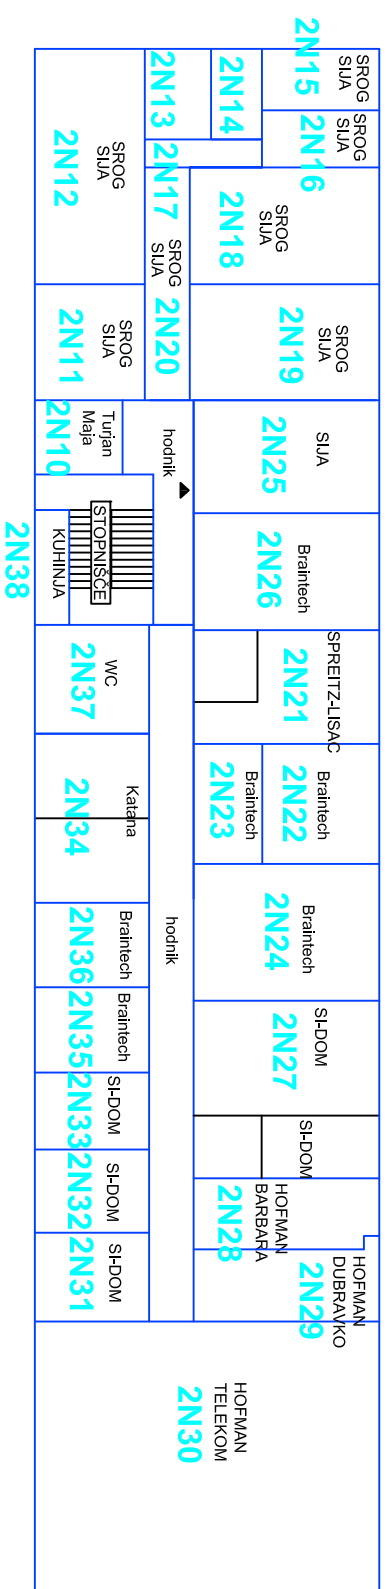 SROG
SIJA
2N15
SROG
SIJA
2N16
2N14
2N13
2N17
SROG
SIJA
2N12
SROG
SIJA
2N18
SROG
SIJA
2N20
SROG
SIJA
2N19
SROG
SIJA
2N11
Turjan
Maja
2N10
hodnik
SIJA
2N25
STOPNIŠČE
KUHINJA
2N38
Braintech
2N26
SPREITZ-LISAC
2N21
WC
2N37
Braintech
2N22
Braintech
2N23
Katana
2N34
hodnik
Braintech
2N24
Braintech
2N36
Braintech
2N35
SI-DOM
2N27
SI-DOM
2N33
SI-DOM
SI-DOM
2N32
HOFMAN
BARBARA
2N28
SI-DOM
2N31
HOFMAN
DUBRAVKO
2N29
HOFMAN
TELEKOM
2N30